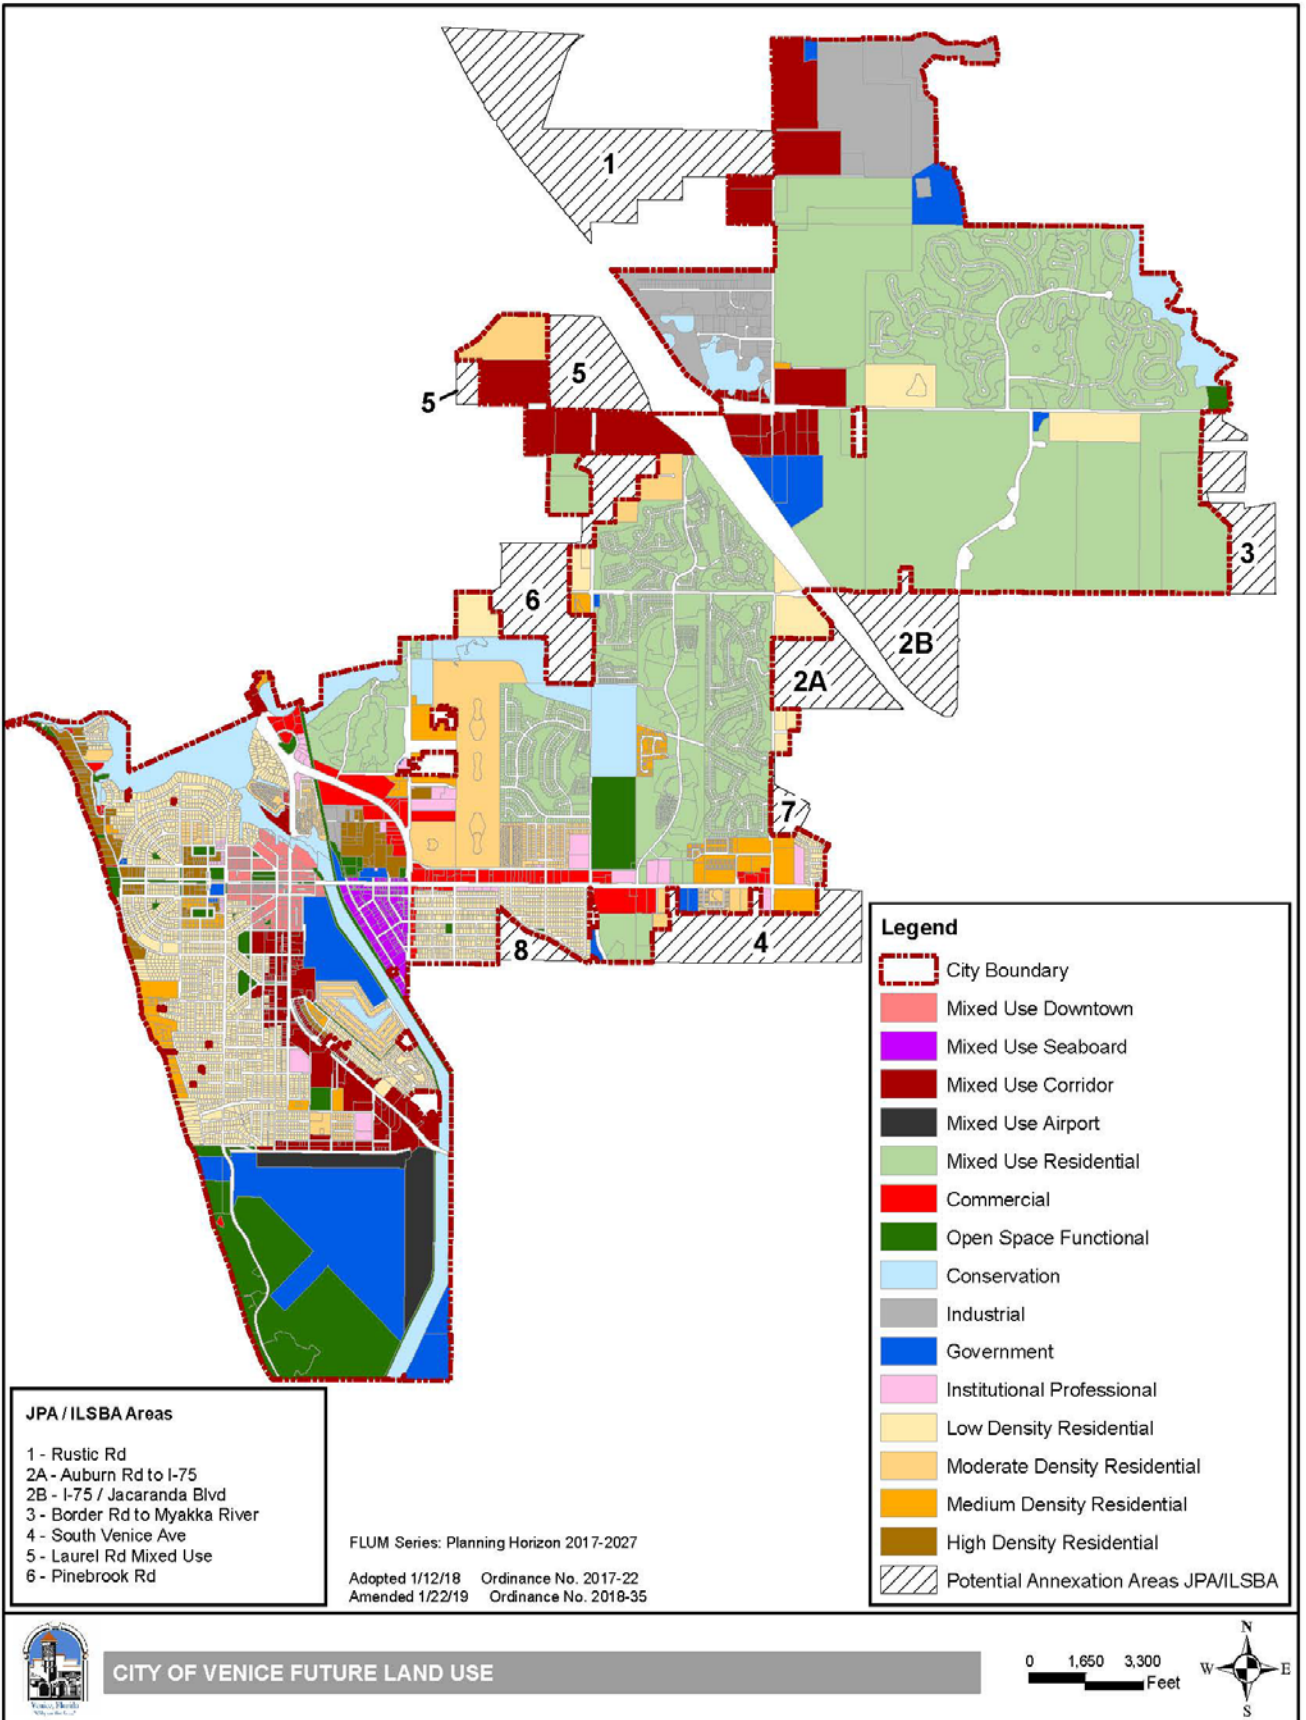 1
5
5
3
6
2B
2A
7
8
4
Legend
City Boundary
Mixed Use Downtown
Mixed Use Seaboard
Mixed Use Corridor
Mixed Use Airport
Mixed Use Residential
Commercial
Open Space Functional
Conservation
Industrial
Government
Institutional Professional
Low Density Residential
Moderate Density Residential
Medium Density Residential
High Density Residential
Potential Annexation Areas JPA/ILSBA
JPA / ILSBA Areas
1 - Rustic Rd
2A - Auburn Rd to I-75
2B - I-75 / Jacaranda Blvd
3 - Border Rd to Myakka River
4 - South Venice Ave
5 - Laurel Rd Mixed Use
6 - Pinebrook Rd
FLUM Series: Planning Horizon 2017-2027
Adopted 1/12/18 Ordinance No. 2017-22
Amended 1/22/19 Ordinance No. 2018-35
Venice, Florida
CITY OF VENICE FUTURE LAND USE
0 1,650 3,300
Feet
N
W E
S